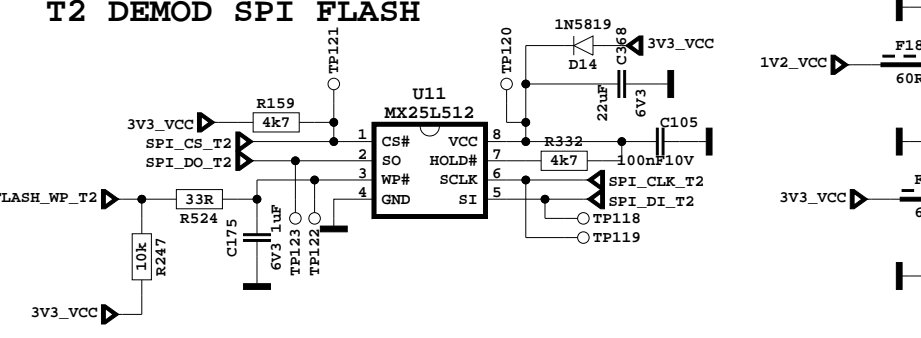 T2 DEMOD SPI FLASH
TP121
TP120
1N5819
D14
C368
3V3_VCC
22uF
6V3
1V2_VCC
F18
60R
U11
MX25L512
R159
4k7
3V3_VCC
SPI_CS_T2
SPI_DO_T2
1 CS#
2 SO
3 WP#
4 GND
VCC 8
HOLD# 7
SCLK 6
SI 5
C105
100nF10V
R332
4k7
SPI_CLK_T2
SPI_DI_T2
TP118
TP119
FLASH_WP_T2
33R
R524
C175
6V3 1uF
TP123
TP122
10k
R247
3V3_VCC
3V3_VCC
F
6